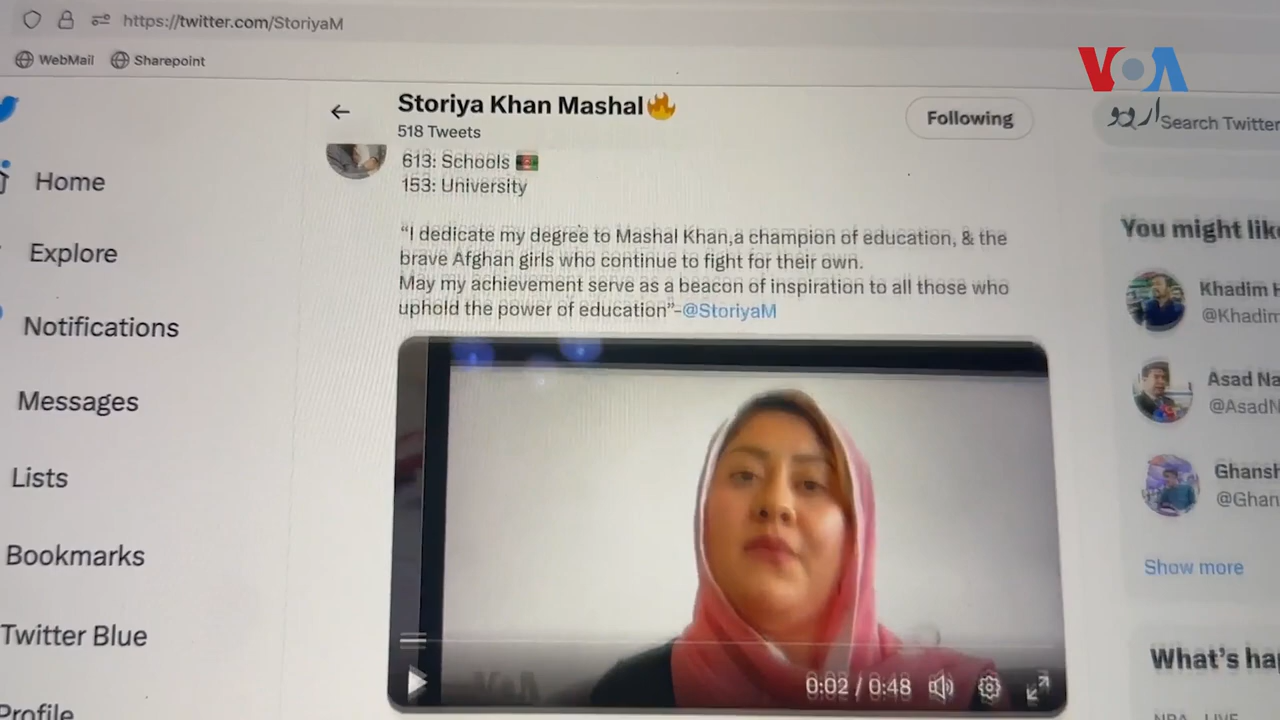 https://twitter.com/StoriyaM
WebMail
Sharepoint
VOA
اردو
Storiya Khan Mashal🔥
518 Tweets
Following
Search Twitter
613: Schools 🇦🇫
153: University
“I dedicate my degree to Mashal Khan,a champion of education, & the
brave Afghan girls who continue to fight for their own.
May my achievement serve as a beacon of inspiration to all those who
uphold the power of education”-@StoriyaM
Home
Explore
Notifications
Messages
Lists
Bookmarks
Twitter Blue
Profile
0:02 / 0:48
You might like
Khadim H
@Khadim
Asad Na
@AsadN
Ghansh
@Ghan
Show more
What's ha